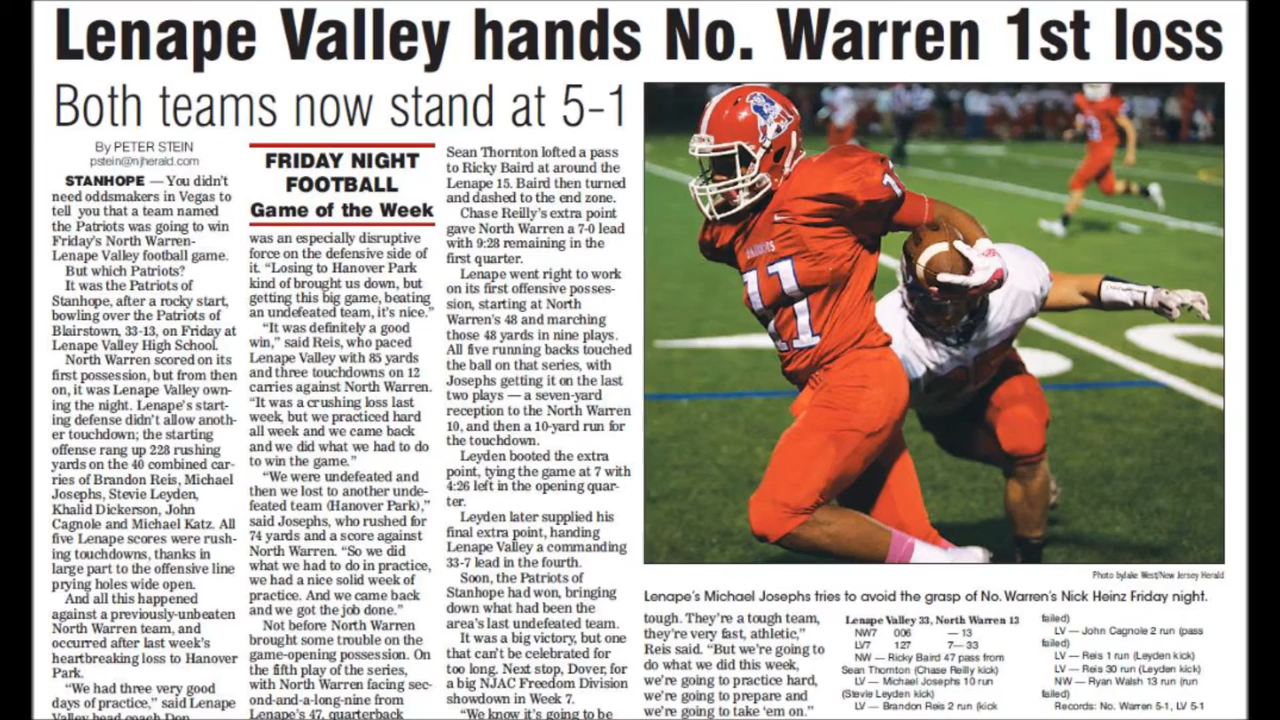 Lenape Valley hands No. Warren 1st loss
Both teams now stand at 5-1
By PETER STEIN
pstein@njherald.com
STANHOPE — You didn't
need oddsmakers in Vegas to
tell you that a team named
the Patriots was going to win
Friday's North Warren-
Lenape Valley football game.
But which Patriots?
It was the Patriots of
Stanhope, after a rocky start,
bowling over the Patriots of
Blairstown, 33-13, on Friday at
Lenape Valley High School.
North Warren scored on its
first possession, but from then
on, it was Lenape Valley own-
ing the night. Lenape's start-
ing defense didn't allow anoth-
er touchdown; the starting
offense rang up 228 rushing
yards on the 40 combined car-
ries of Brandon Reis, Michael
Josephs, Stevie Leyden,
Khalid Dickerson, John
Cagnole and Michael Katz. All
five Lenape scores were rush-
ing touchdowns, thanks in
large part to the offensive line
prying holes wide open.
And all this happened
against a previously-unbeaten
North Warren team, and
occurred after last week's
heartbreaking loss to Hanover
Park.
"We had three very good
days of practice," said Lenape
Valley head coach Don
FRIDAY NIGHT
FOOTBALL
Game of the Week
was an especially disruptive
force on the defensive side of
it. "Losing to Hanover Park
kind of brought us down, but
getting this big game, beating
an undefeated team, it's nice."
"It was definitely a good
win," said Reis, who paced
Lenape Valley with 85 yards
and three touchdowns on 12
carries against North Warren.
"It was a crushing loss last
week, but we practiced hard
all week and we came back
and we did what we had to do
to win the game."
"We were undefeated and
then we lost to another unde-
feated team (Hanover Park),"
said Josephs, who rushed for
74 yards and a score against
North Warren. "So we did
what we had to do in practice,
we had a nice solid week of
practice. And we came back
and we got the job done."
Not before North Warren
brought some trouble on the
game-opening possession. On
the fifth play of the series,
with North Warren facing sec-
ond-and-a-long-nine from
Lenape's 47, quarterback
Sean Thornton lofted a pass
to Ricky Baird at around the
Lenape 15. Baird then turned
and dashed to the end zone.
Chase Reilly's extra point
gave North Warren a 7-0 lead
with 9:28 remaining in the
first quarter.
Lenape went right to work
on its first offensive posses-
sion, starting at North
Warren's 48 and marching
those 48 yards in nine plays.
All five running backs touched
the ball on that series, with
Josephs getting it on the last
two plays — a seven-yard
reception to the North Warren
10, and then a 10-yard run for
the touchdown.
Leyden booted the extra
point, tying the game at 7 with
4:26 left in the opening quar-
ter.
Leyden later supplied his
final extra point, handing
Lenape Valley a commanding
33-7 lead in the fourth.
Soon, the Patriots of
Stanhope had won, bringing
down what had been the
area's last undefeated team.
It was a big victory, but one
that can't be celebrated for
too long. Next stop, Dover, for
a big NJAC Freedom Division
showdown in Week 7.
"We know it's going to be
11
Photo by Jake West/New Jersey Herald
Lenape's Michael Josephs tries to avoid the grasp of No. Warren's Nick Heinz Friday night.
tough. They're a tough team,
they're very fast, athletic,"
Reis said. "But we're going to
do what we did this week,
we're going to practice hard,
we're going to prepare and
we're going to take 'em on."
Lenape Valley 33, North Warren 13
NW7 006 — 13
LV7 127 7— 33
NW — Ricky Baird 47 pass from
Sean Thornton (Chase Reilly kick)
LV — Michael Josephs 10 run
(Stevie Leyden kick)
LV — Brandon Reis 2 run (kick
failed)
LV — John Cagnole 2 run (pass
failed)
LV — Reis 1 run (Leyden kick)
LV — Reis 30 run (Leyden kick)
NW — Ryan Walsh 13 run (run
failed)
Records: No. Warren 5-1, LV 5-1